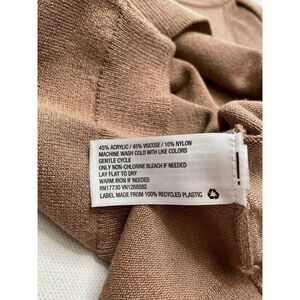 45% ACRYLIC / 45% VISCOSE / 10% NYLON
MACHINE WASH COLD WITH LIKE COLORS
GENTLE CYCLE
ONLY NON-CHLORINE BLEACH IF NEEDED
LAY FLAT TO DRY
WARM IRON IF NEEDED
RN17730 VN1268582
LABEL MADE FROM 100% RECYCLED PLASTIC